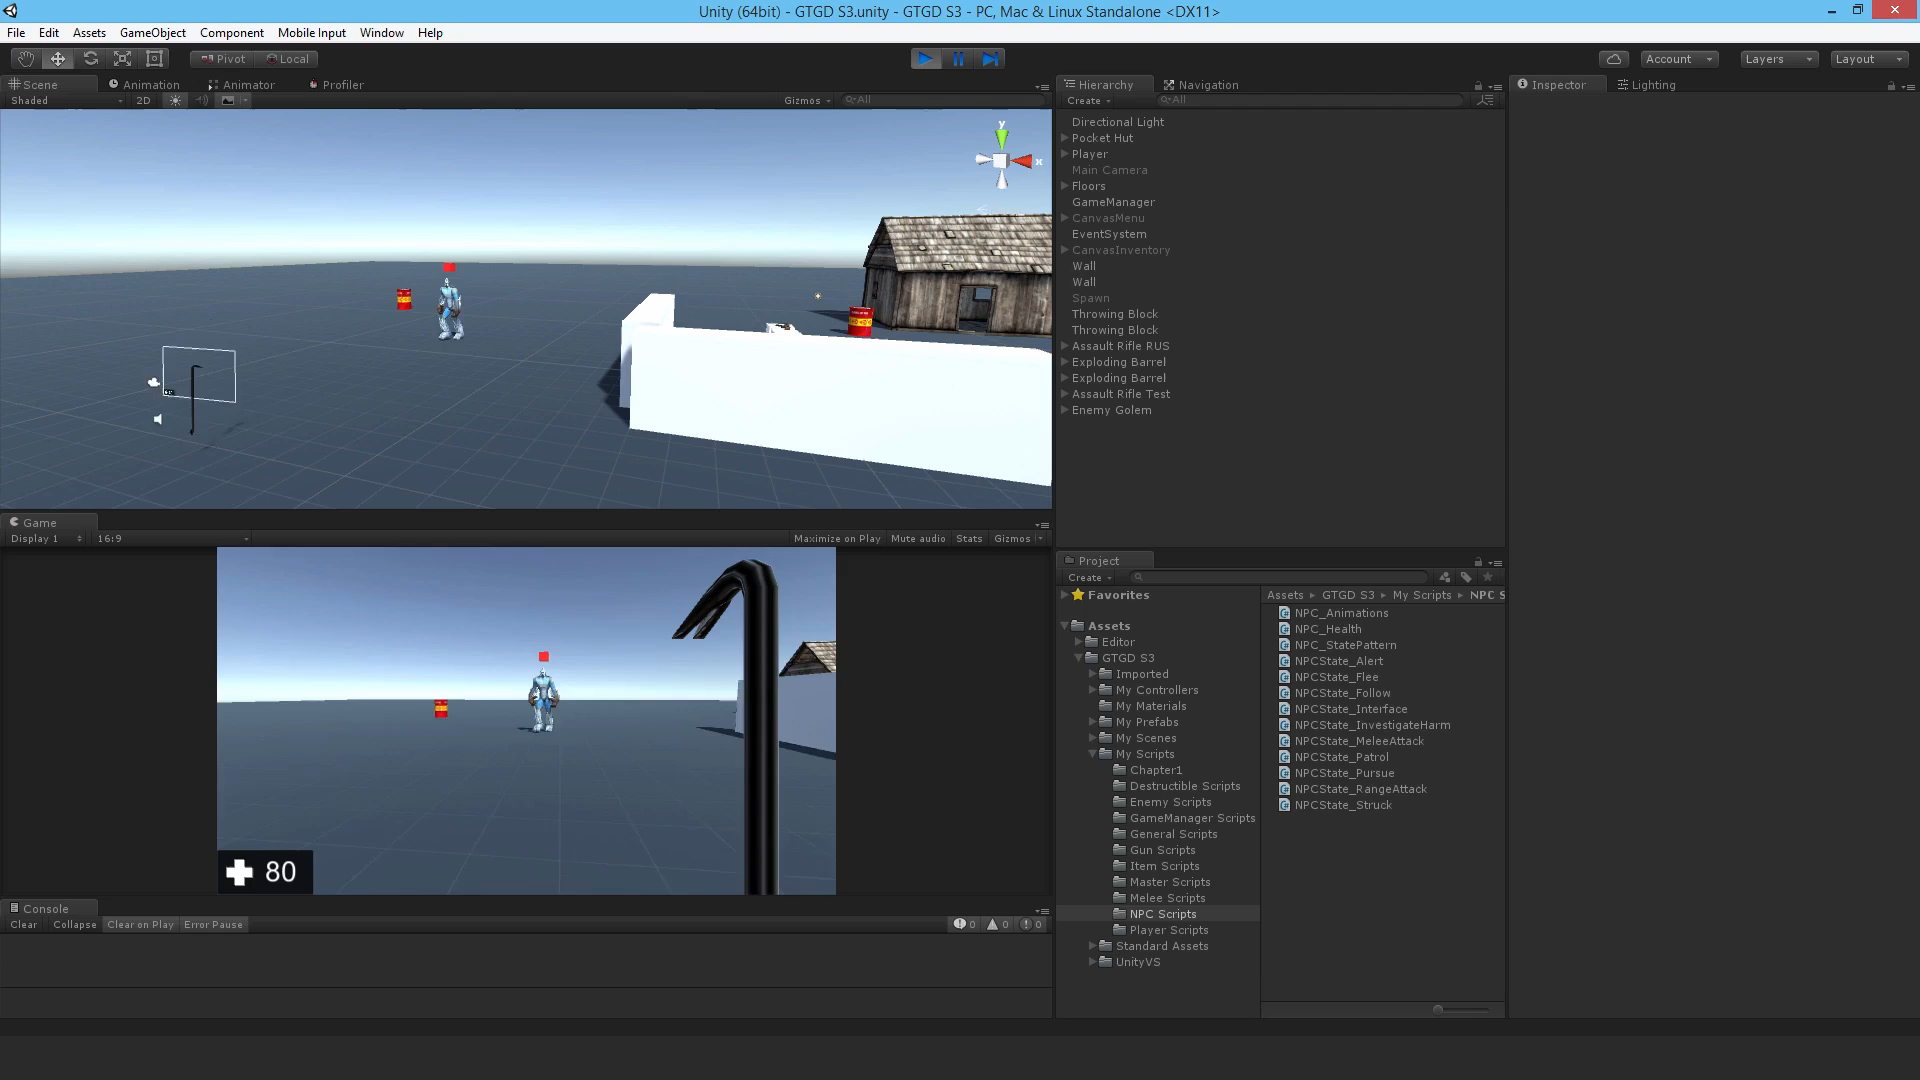 Unity (64bit) - GTGD S3.unity - GTGD S3 - PC, Mac & Linux Standalone <DX11>
File Edit Assets GameObject Component Mobile Input Window Help
Pivot Local Account Layers Layout
Scene Animation Animator Profiler
Shaded 2D Gizmos All
y
x
Game
Display 1 16:9 Maximize on Play Mute audio Stats Gizmos
80
Console
Clear Collapse Clear on Play Error Pause 0 0 0
Hierarchy Navigation
Create All
Directional Light
Pocket Hut
Player
Main Camera
Floors
GameManager
CanvasMenu
EventSystem
CanvasInventory
Wall
Wall
Spawn
Throwing Block
Throwing Block
Assault Rifle RUS
Exploding Barrel
Exploding Barrel
Assault Rifle Test
Enemy Golem
Project
Create
Favorites
Assets
Editor
GTGD S3
Imported
My Controllers
My Materials
My Prefabs
My Scenes
My Scripts
Chapter1
Destructible Scripts
Enemy Scripts
GameManager Scripts
General Scripts
Gun Scripts
Item Scripts
Master Scripts
Melee Scripts
NPC Scripts
Player Scripts
Standard Assets
UnityVS
Assets ▸ GTGD S3 ▸ My Scripts ▸ NPC S
NPC_Animations
NPC_Health
NPC_StatePattern
NPCState_Alert
NPCState_Flee
NPCState_Follow
NPCState_Interface
NPCState_InvestigateHarm
NPCState_MeleeAttack
NPCState_Patrol
NPCState_Pursue
NPCState_RangeAttack
NPCState_Struck
Inspector Lighting